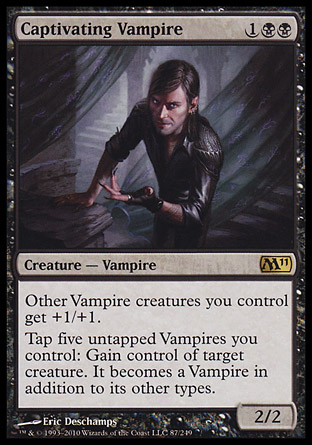 Captivating Vampire 1
Creature — Vampire M11
Other Vampire creatures you control
get +1/+1.
Tap five untapped Vampires you
control: Gain control of target
creature. It becomes a Vampire in
addition to its other types.
Eric Deschamps
™ & © 1993–2010 Wizards of the Coast LLC 87/249
2/2